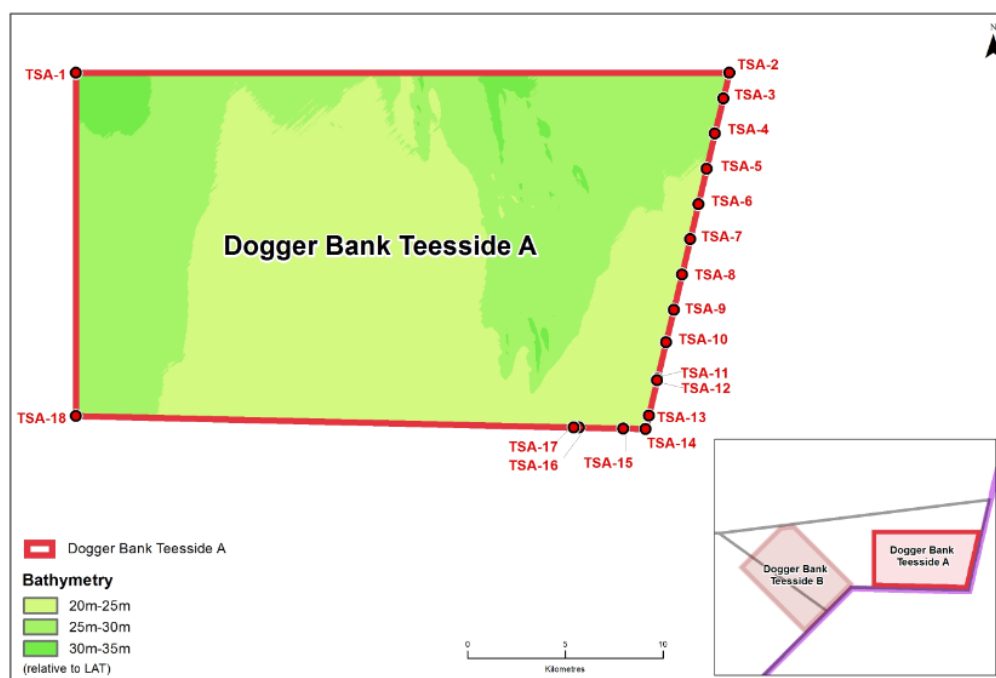 N
TSA-1
TSA-2
TSA-3
TSA-4
TSA-5
TSA-6
TSA-7
TSA-8
TSA-9
TSA-10
TSA-11
TSA-12
TSA-13
TSA-14
TSA-15
TSA-16
TSA-17
TSA-18
Dogger Bank Teesside A
Dogger Bank Teesside A
Bathymetry
20m-25m
25m-30m
30m-35m
(relative to LAT)
0 5 10
Kilometres
Dogger Bank
Teesside B
Dogger Bank
Teesside A